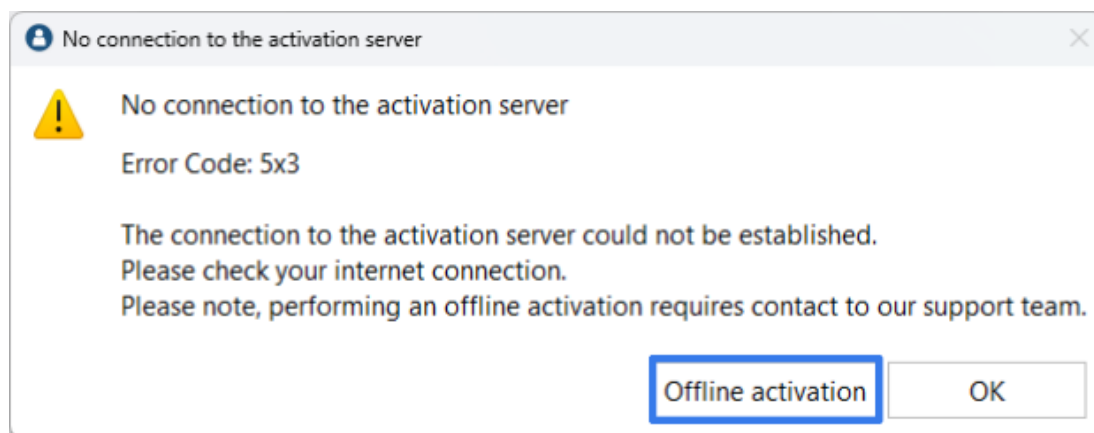 No connection to the activation server
No connection to the activation server
Error Code: 5x3
The connection to the activation server could not be established.
Please check your internet connection.
Please note, performing an offline activation requires contact to our support team.
Offline activation
OK